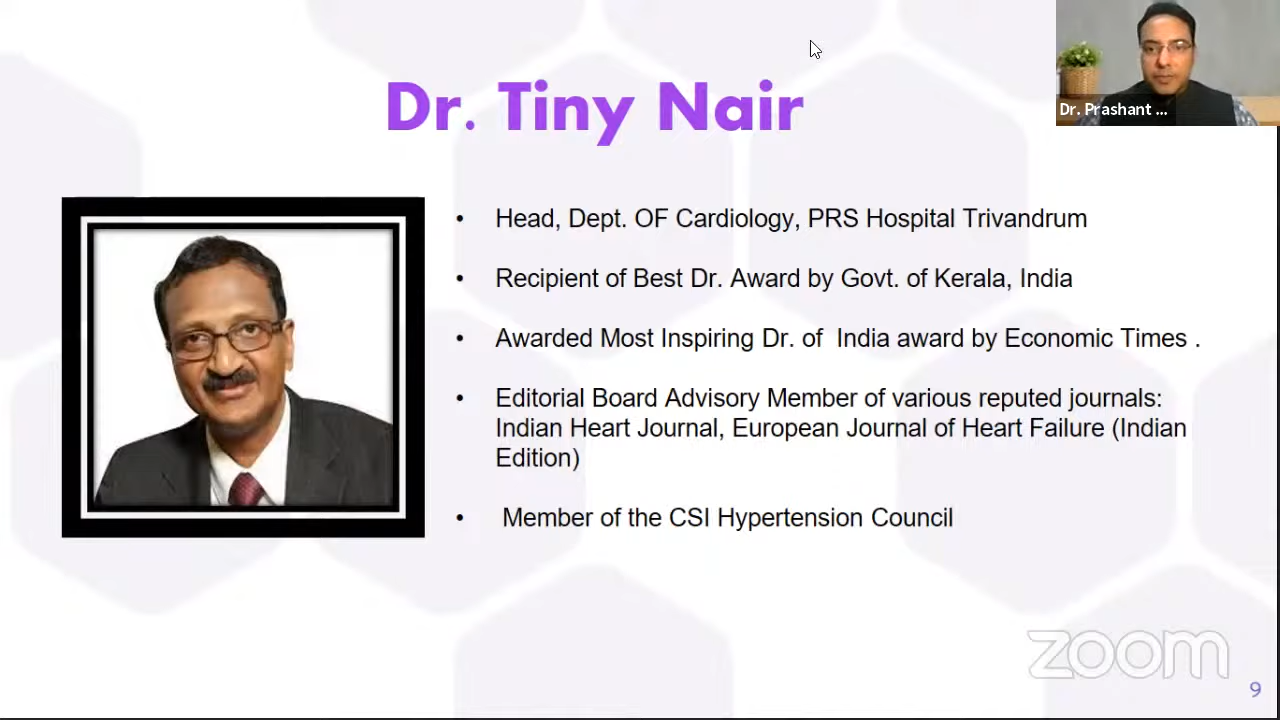 Dr. Tiny Nair
Dr. Prashant ...
• Head, Dept. OF Cardiology, PRS Hospital Trivandrum
• Recipient of Best Dr. Award by Govt. of Kerala, India
• Awarded Most Inspiring Dr. of  India award by Economic Times .
• Editorial Board Advisory Member of various reputed journals:
Indian Heart Journal, European Journal of Heart Failure (Indian
Edition)
• Member of the CSI Hypertension Council
zoom
9